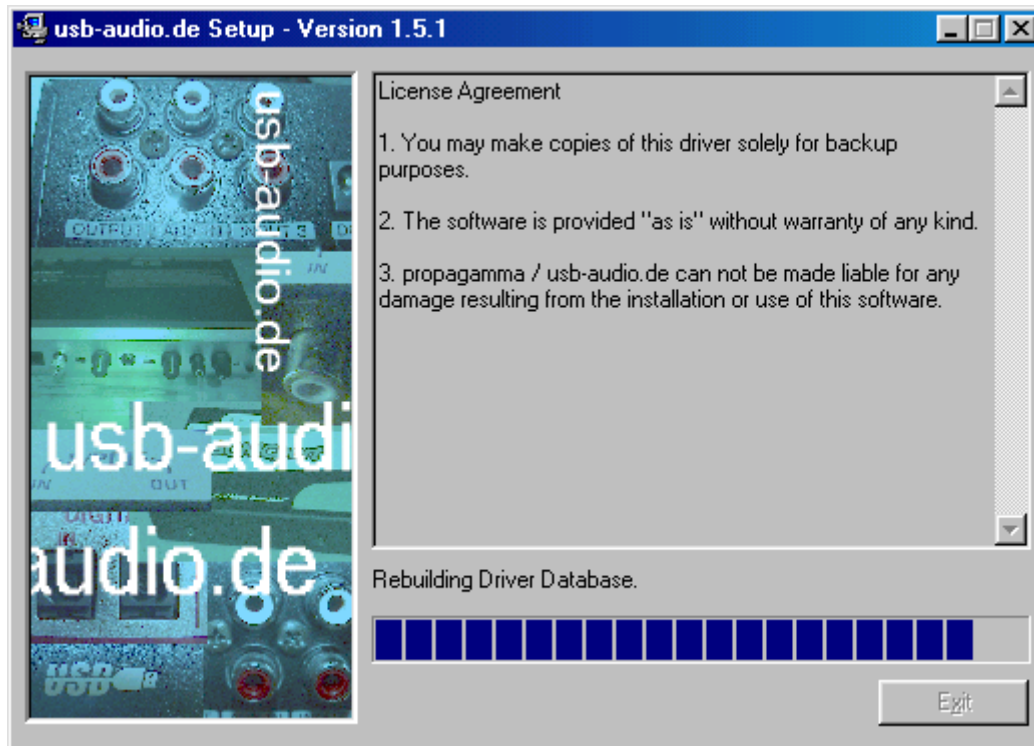 usb-audio.de Setup - Version 1.5.1
usb-audio.de
OUTPUT
IN
usb-audi
IN
OUT
IN
audio.de
USB
License Agreement
1. You may make copies of this driver solely for backup
purposes.
2. The software is provided "as is" without warranty of any kind.
3. propagamma / usb-audio.de can not be made liable for any
damage resulting from the installation or use of this software.
Rebuilding Driver Database.
Exit